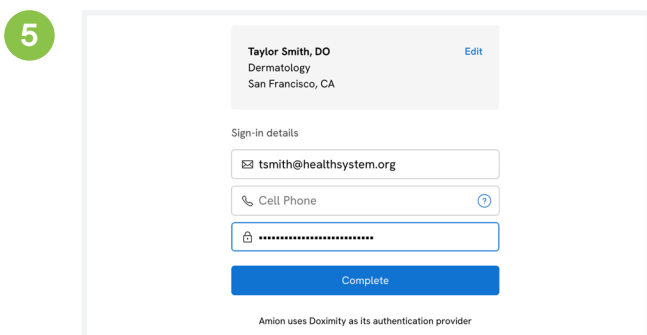 5
Taylor Smith, DO
Edit
Dermatology
San Francisco, CA
Sign-in details
tsmith@healthsystem.org
Cell Phone
?
Complete
Amion uses Doximity as its authentication provider